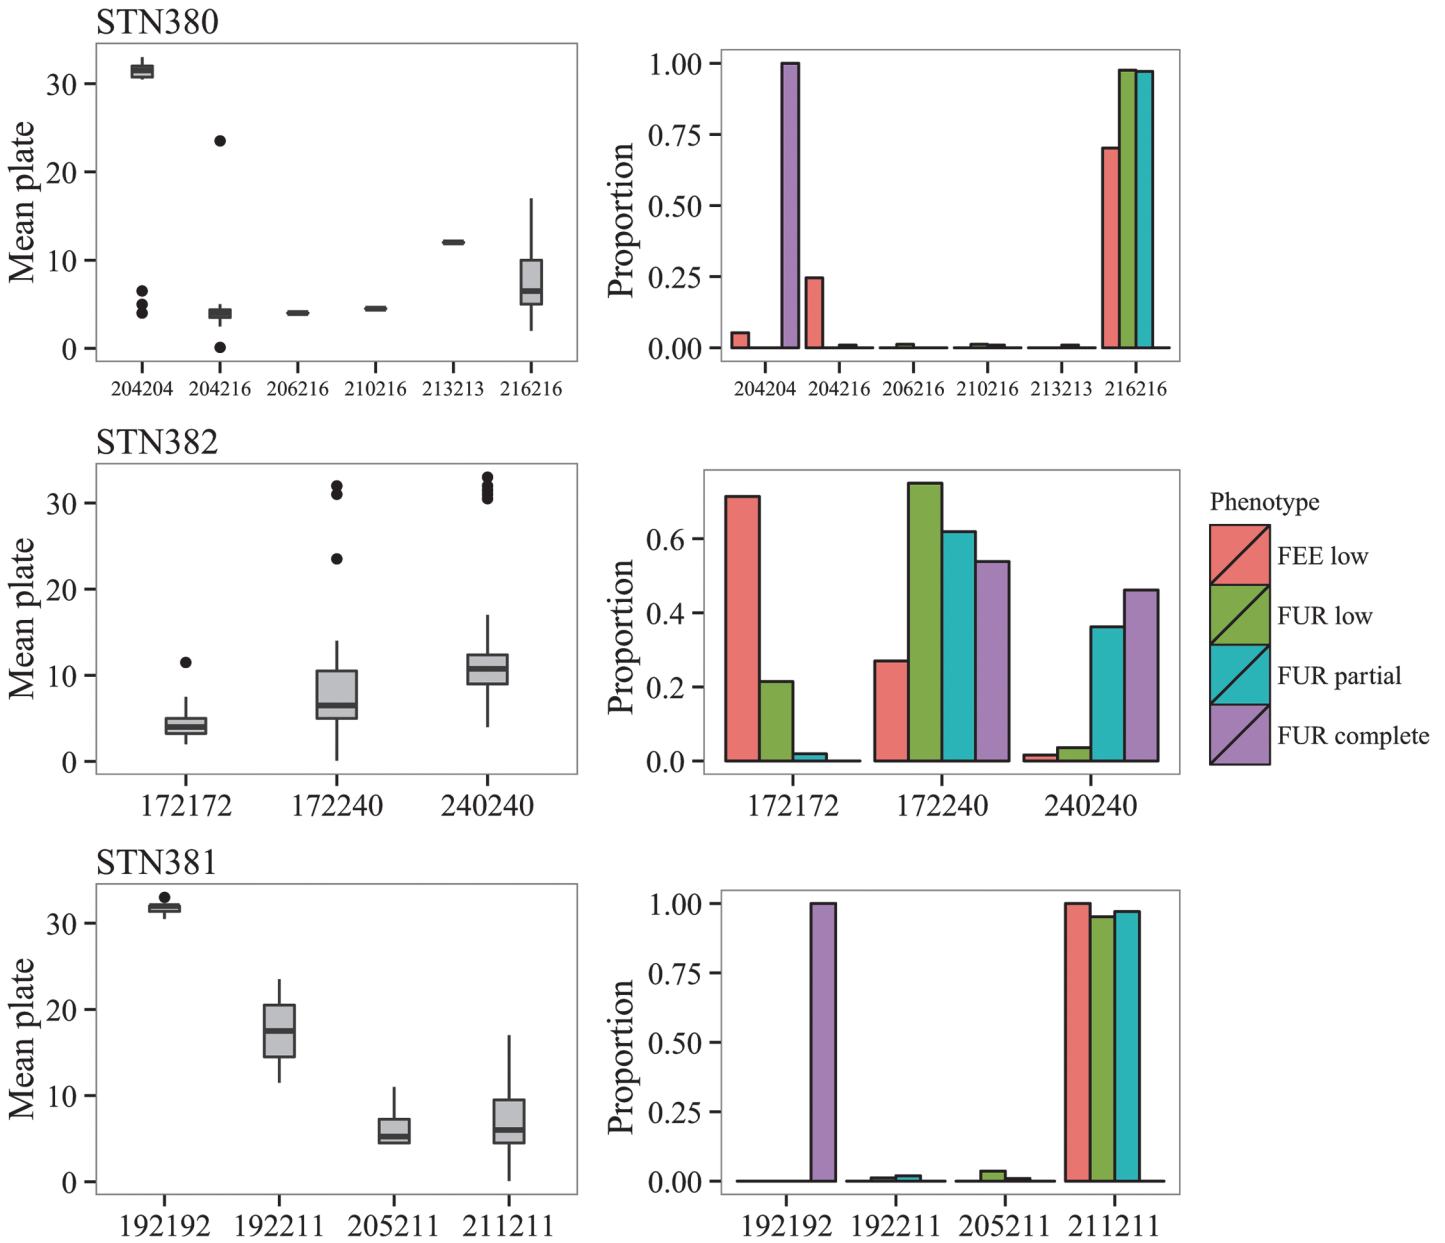 STN380
Mean plate
30
20
10
0
204204 204216 206216 210216 213213 216216
Proportion
1.00
0.75
0.50
0.25
0.00
204204 204216 206216 210216 213213 216216
STN382
Mean plate
30
20
10
0
172172 172240 240240
Proportion
0.6
0.4
0.2
0.0
172172 172240 240240
Phenotype
FEE low
FUR low
FUR partial
FUR complete
STN381
Mean plate
30
20
10
0
192192 192211 205211 211211
Proportion
1.00
0.75
0.50
0.25
0.00
192192 192211 205211 211211